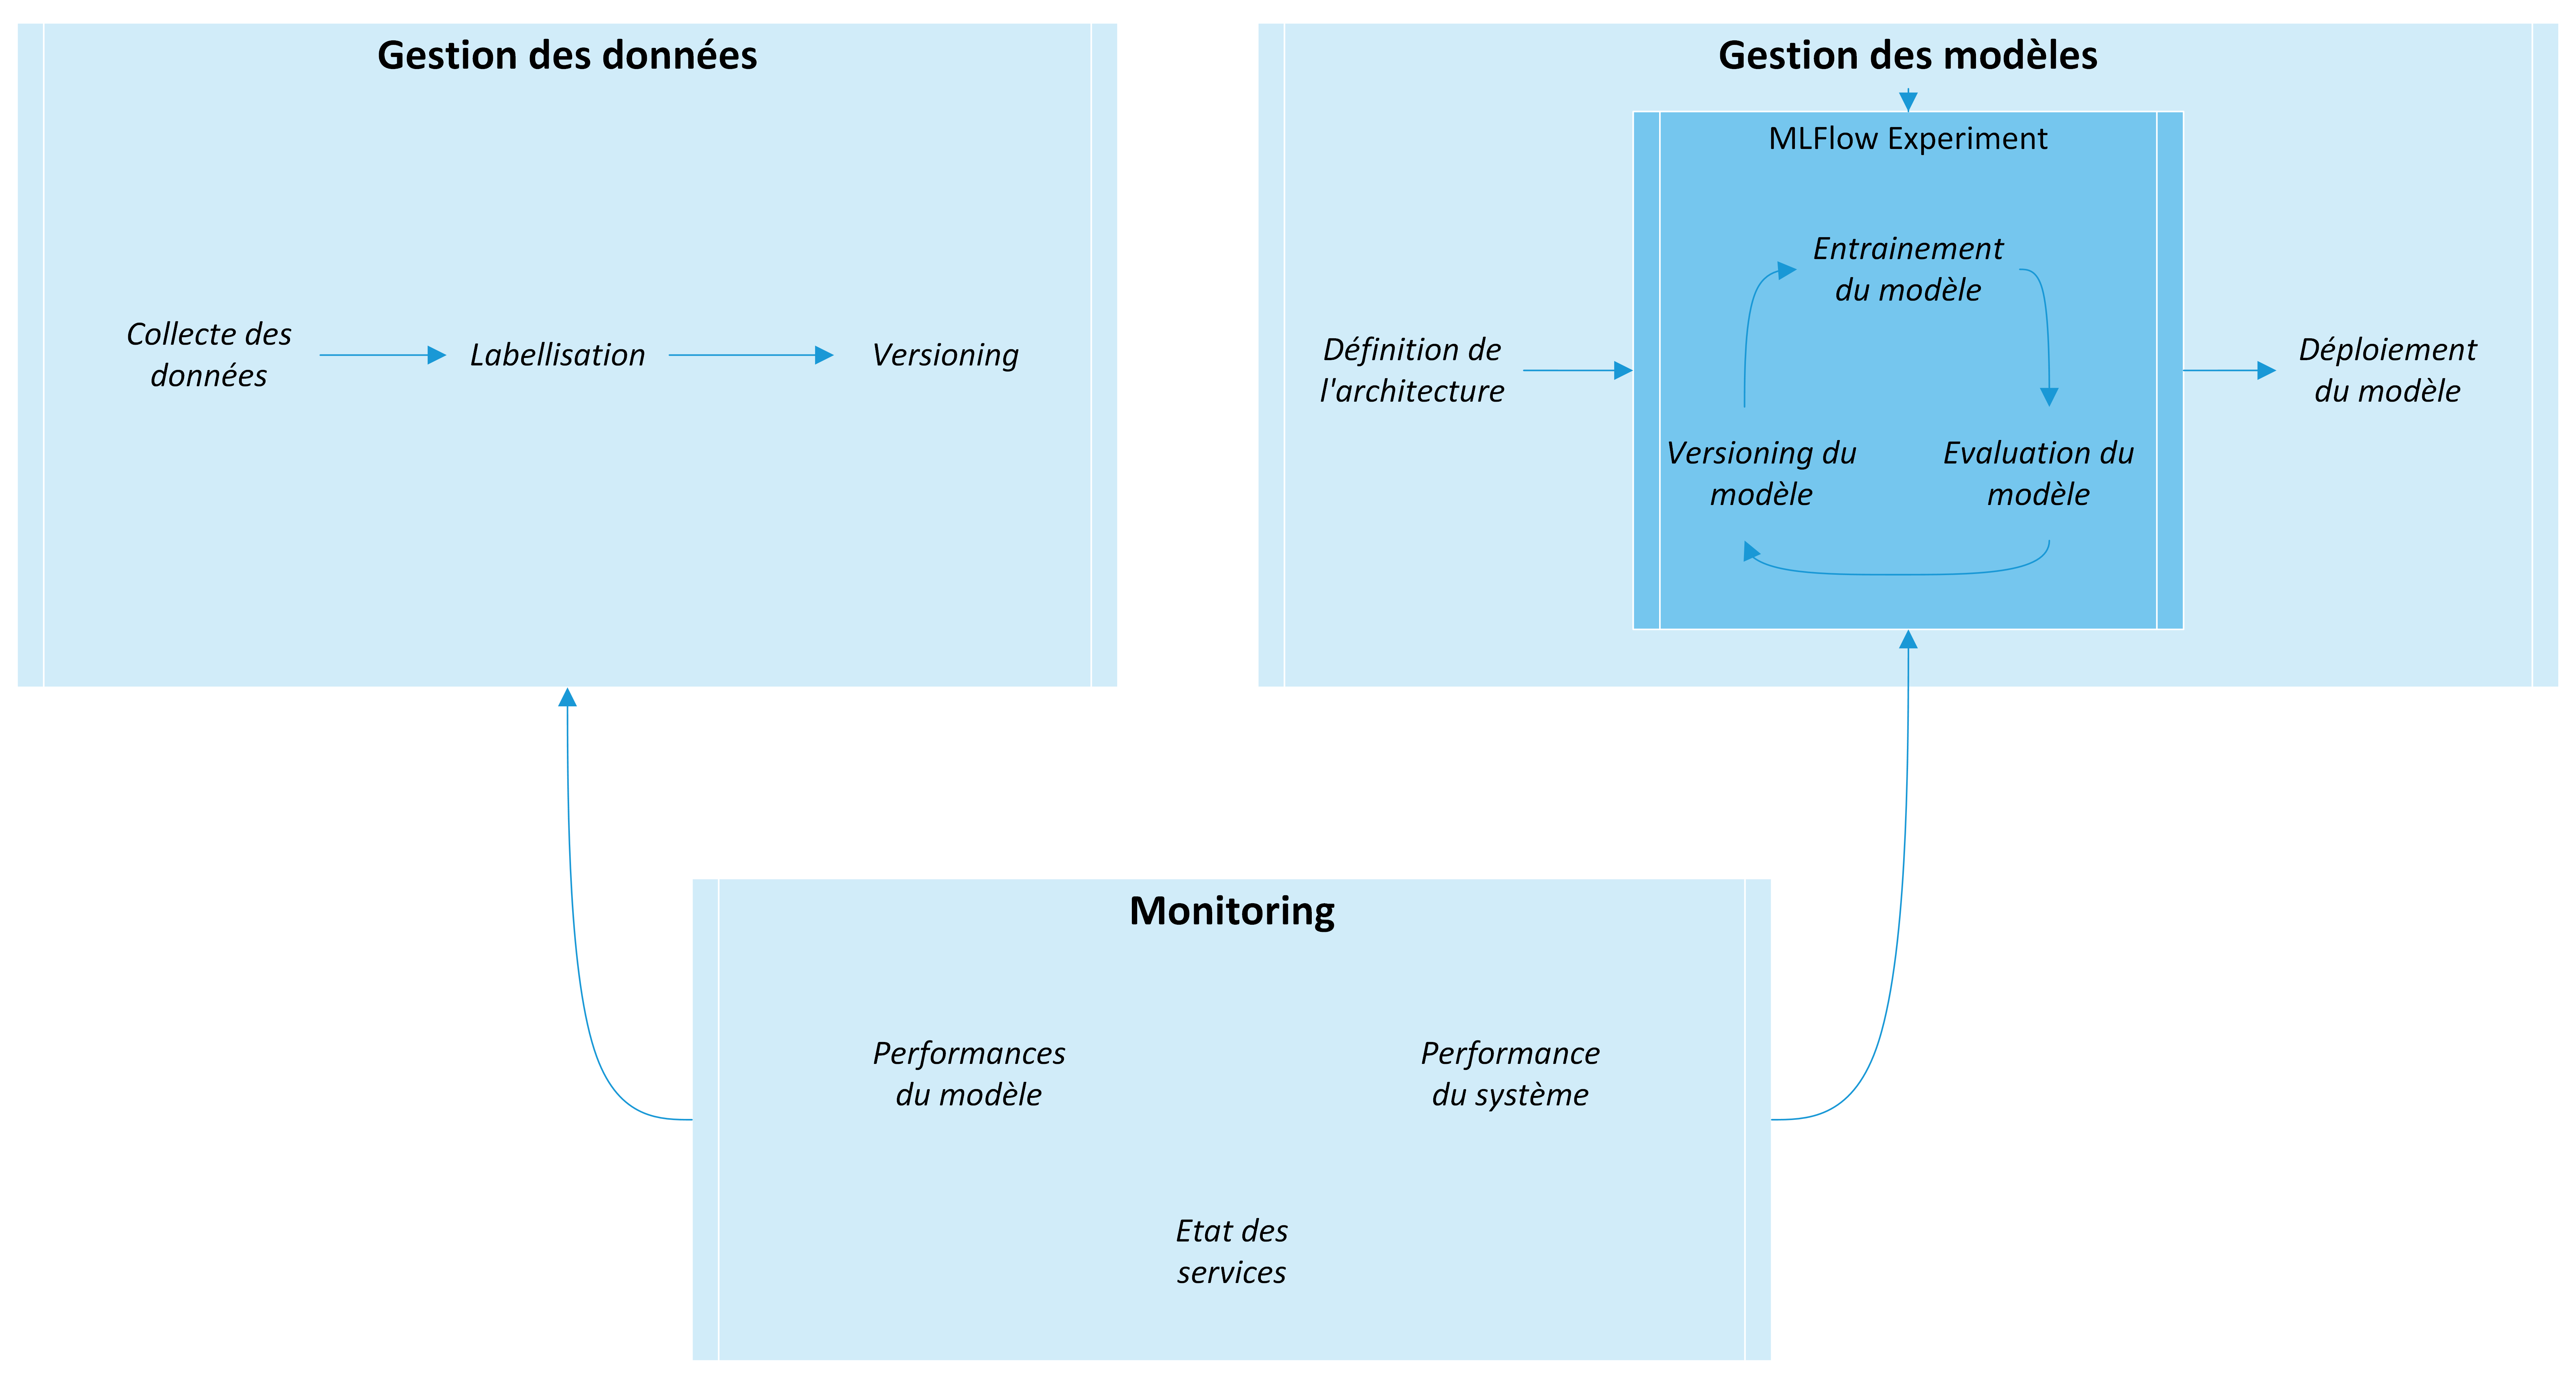 Gestion des données
Collecte des
données
Labellisation
Versioning
Gestion des modèles
MLFlow Experiment
Entrainement
du modèle
Définition de
l'architecture
Versioning du
modèle
Evaluation du
modèle
Déploiement
du modèle
Monitoring
Performances
du modèle
Performance
du système
Etat des
services